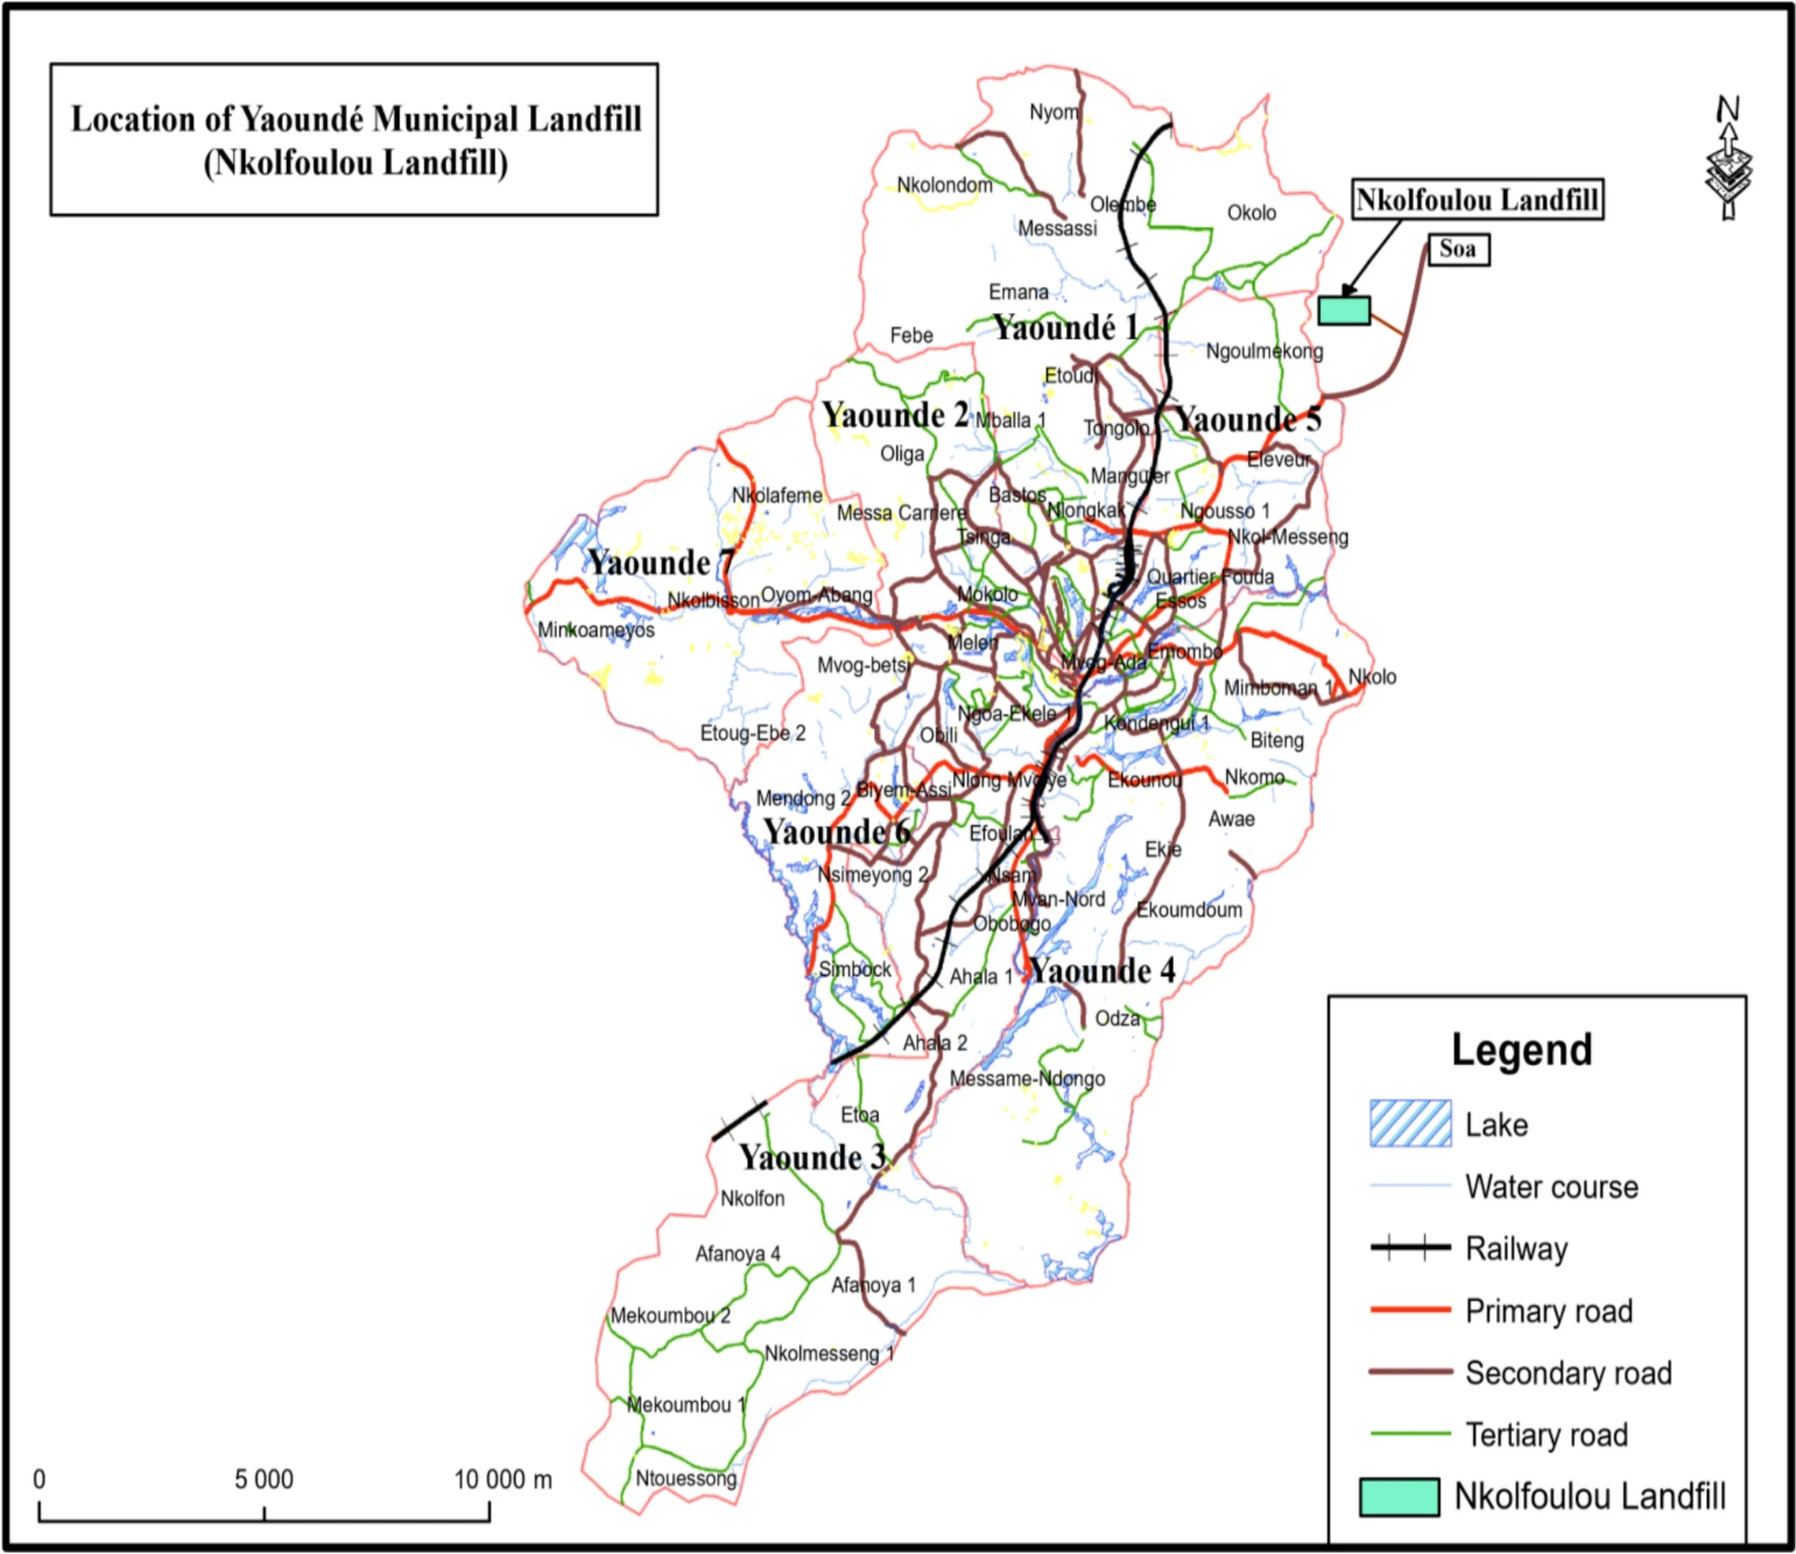 Location of Yaoundé Municipal Landfill
(Nkolfoulou Landfill)
N
Nyom
Nkolondom
Nkolfoulou Landfill
Olembe
Okolo
Messassi
Soa
Emana
Yaoundé 1
Febe
Ngoulmekong
Etoudi
Yaounde 2
Mballa 1
Yaounde 5
Tongolo
Oliga
Eleveur
Manguier
Nkolafeme
Bastos
Messa Carriere
Nlongkak
Ngousso 1
Tsinga
Nkol-Messeng
Yaounde 7
Quartier Fouda
Nkolbisson
Oyom-Abang
Mokolo
Essos
Minkoameyos
Melen
Emombo
Mvog-betsi
Mvog-Ada
Nkolo
Mimboman 1
Ngoa-Ekele 1
Kondengui 1
Etoug-Ebe 2
Obili
Biteng
Nlong Mvolye
Ekounou
Nkomo
Mendong 2
Biyem-Assi
Awae
Yaounde 6
Efoulan
Ekie
Nsimeyong 2
Nsam
Mvan-Nord
Ekoumdoum
Obobogo
Simbock
Ahala 1
Yaounde 4
Odza
Ahala 2
Messame-Ndongo
Etoa
Yaounde 3
Nkolfon
Afanoya 4
Afanoya 1
Mekoumbou 2
Nkolmesseng 1
Mekoumbou 1
Ntouessong
0
5 000
10 000 m
Legend
Lake
Water course
Railway
Primary road
Secondary road
Tertiary road
Nkolfoulou Landfill